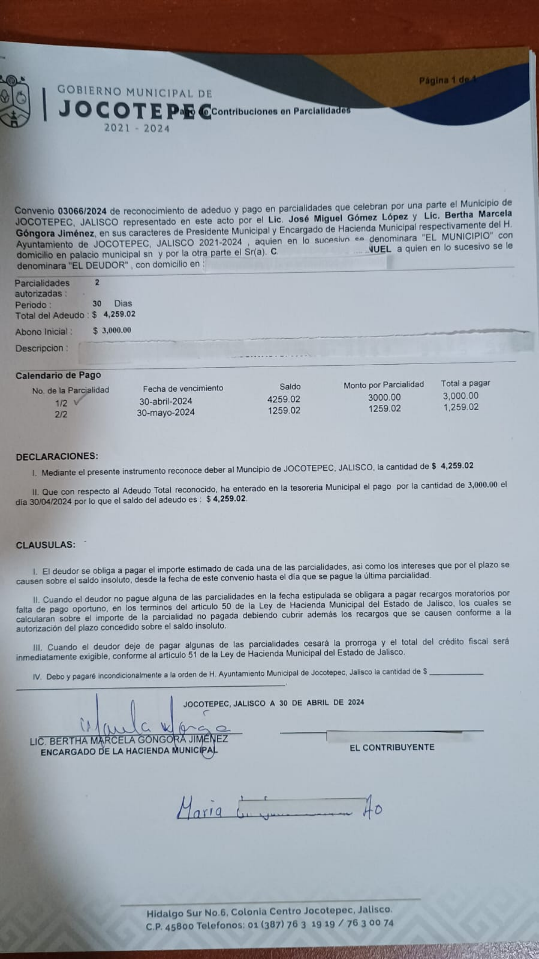 Página 1 de
GOBIERNO MUNICIPAL DE
JOCOTEPEC
de Contribuciones en Parcialidades
2021 - 2024
Convenio 03066/2024 de reconocimiento de adeduo y pago en parcialidades que celebran por una parte el Municipio de
JOCOTEPEC, JALISCO representado en este acto por el Lic. José Miguel Gómez López y Lic. Bertha Marcela
Góngora Jiménez, en sus caracteres de Presidente Municipal y Encargado de Hacienda Municipal respectivamente del H.
Ayuntamiento de JOCOTEPEC, JALISCO 2021-2024 , aquien en lo sucesivo se denominara "EL MUNICIPIO" con
domicilio en palacio municipal sn y por la otra parte el Sr(a). C NUEL a quien en lo sucesivo se le
denominara "EL DEUDOR" , con domicilio en
Parcialidades 2
autorizadas :
Periodo : 30 Dias
Total del Adeudo : $ 4,259.02
Abono Inicial : $ 3,000.00
Descripcion :
Calendario de Pago
No. de la Parcialidad Fecha de vencimiento Saldo Monto por Parcialidad Total a pagar
1/2 30-abril-2024 4259.02 3000.00 3,000.00
2/2 30-mayo-2024 1259.02 1259.02 1,259.02
DECLARACIONES:
I. Mediante el presente instrumento reconoce deber al Muncipio de JOCOTEPEC, JALISCO, la cantidad de $ 4,259.02
II. Que con respecto al Adeudo Total reconocido, ha enterado en la tesoreria Municipal el pago por la cantidad de 3,000.00 el
dia 30/04/2024 por lo que el saldo del adeudo es : $ 4,259.02.
CLAUSULAS:
I. El deudor se obliga a pagar el importe estimado de cada una de las parcialidades, asi como los intereses que por el plazo se
causen sobre el saldo insoluto, desde la fecha de este convenio hasta el día que se pague la última parcialidad.
II. Cuando el deudor no pague alguna de las parcialidades en la fecha estipulada se obligara a pagar recargos moratorios por
falta de pago oportuno, en los terminos del articulo 50 de la Ley de Hacienda Municipal del Estado de Jalisco, los cuales se
calcularan sobre el importe de la parcialidad no pagada debiendo cubrir además los recargos que se causen conforme a la
autorización del plazo concedido sobre el saldo insoluto.
III. Cuando el deudor deje de pagar algunas de las parcialidades cesará la prorroga y el total del crédito fiscal será
inmediatamente exigible, conforme al articulo 51 de la Ley de Hacienda Municipal del Estado de Jalisco.
IV. Debo y pagaré incondicionalmente a la orden de H. Ayuntamiento Municipal de Jocotepec, Jalisco la cantidad de $
JOCOTEPEC, JALISCO A 30 DE ABRIL DE 2024
LIC. BERTHA MARCELA GÓNGORA JIMÉNEZ
ENCARGADO DE LA HACIENDA MUNICIPAL
EL CONTRIBUYENTE
Maria
Hidalgo Sur No.6, Colonia Centro Jocotepec, Jalisco.
C.P. 45800 Telefonos: 01 (387) 76 3 19 19 / 76 3 00 74